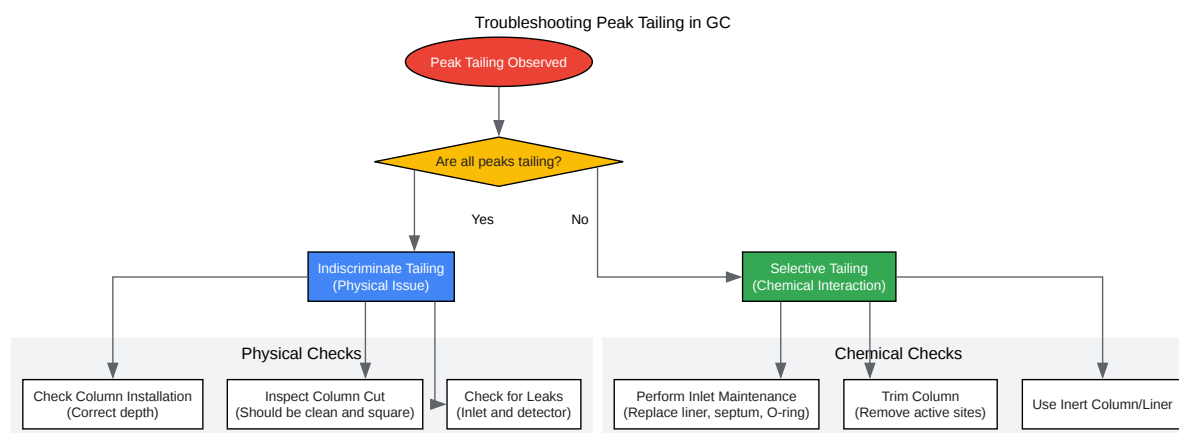 Troubleshooting Peak Tailing in GC
Peak Tailing Observed
Are all peaks tailing?
Yes
No
Indiscriminate Tailing
(Physical Issue)
Selective Tailing
(Chemical Interaction)
Physical Checks
Check Column Installation
(Correct depth)
Inspect Column Cut
(Should be clean and square)
Check for Leaks
(Inlet and detector)
Chemical Checks
Perform Inlet Maintenance
(Replace liner, septum, O-ring)
Trim Column
(Remove active sites)
Use Inert Column/Liner